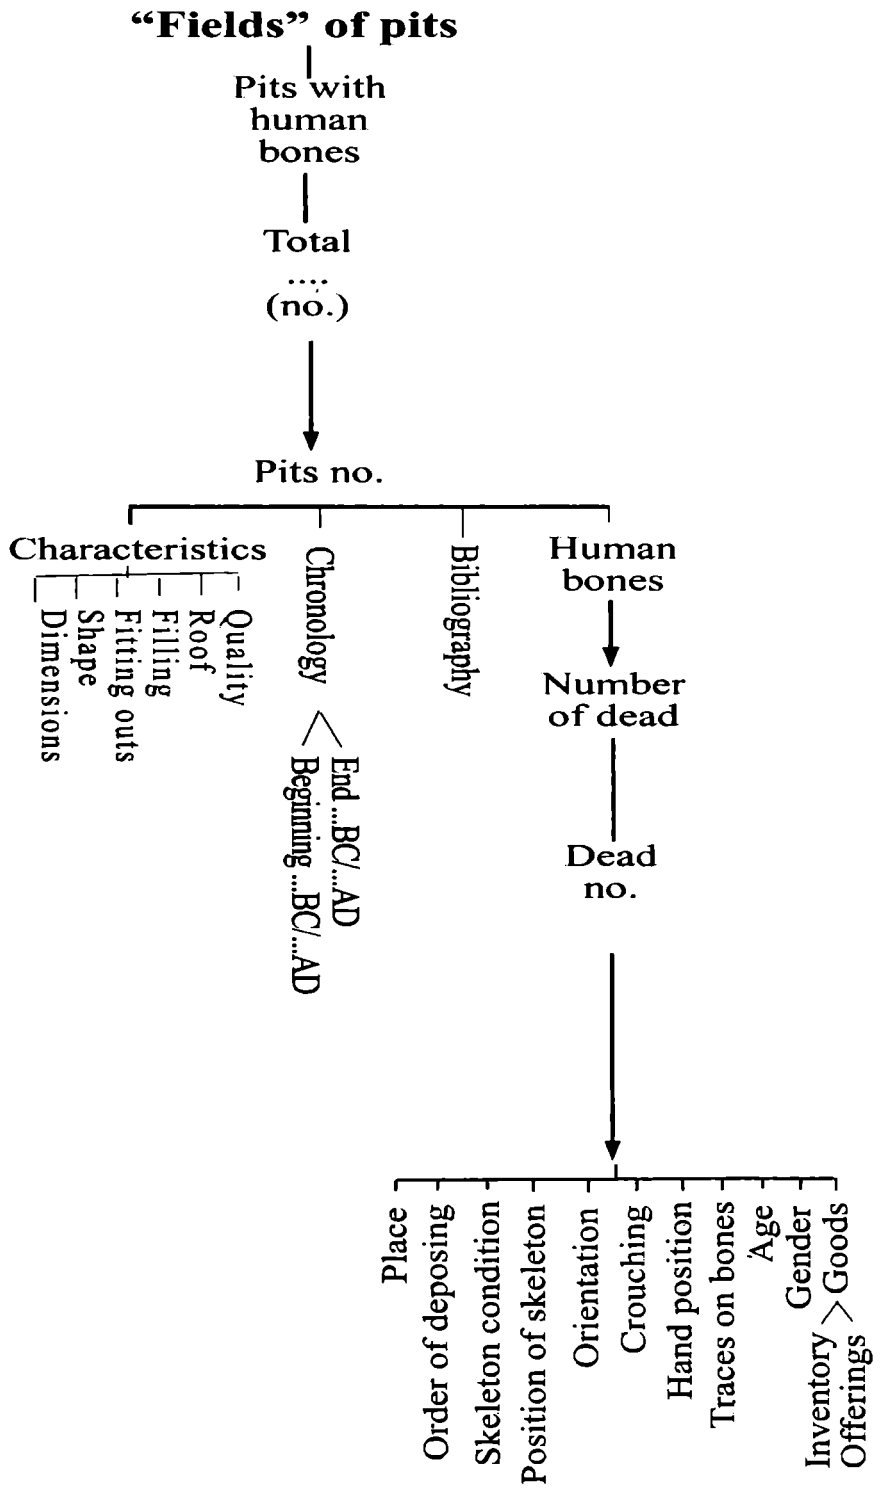 “Fields” of pits
Pits with
human
bones
Total
....
(no.)
Pits no.
Characteristics
Dimensions
Shape
Fitting outs
Filling
Roof
Quality
Chronology
Beginning ...BC/...AD
End ...BC/...AD
Bibliography
Human
bones
Number
of dead
Dead
no.
Place
Order of deposing
Skeleton condition
Position of skeleton
Orientation
Crouching
Hand position
Traces on bones
Age
Gender
Goods
Inventory
Offerings